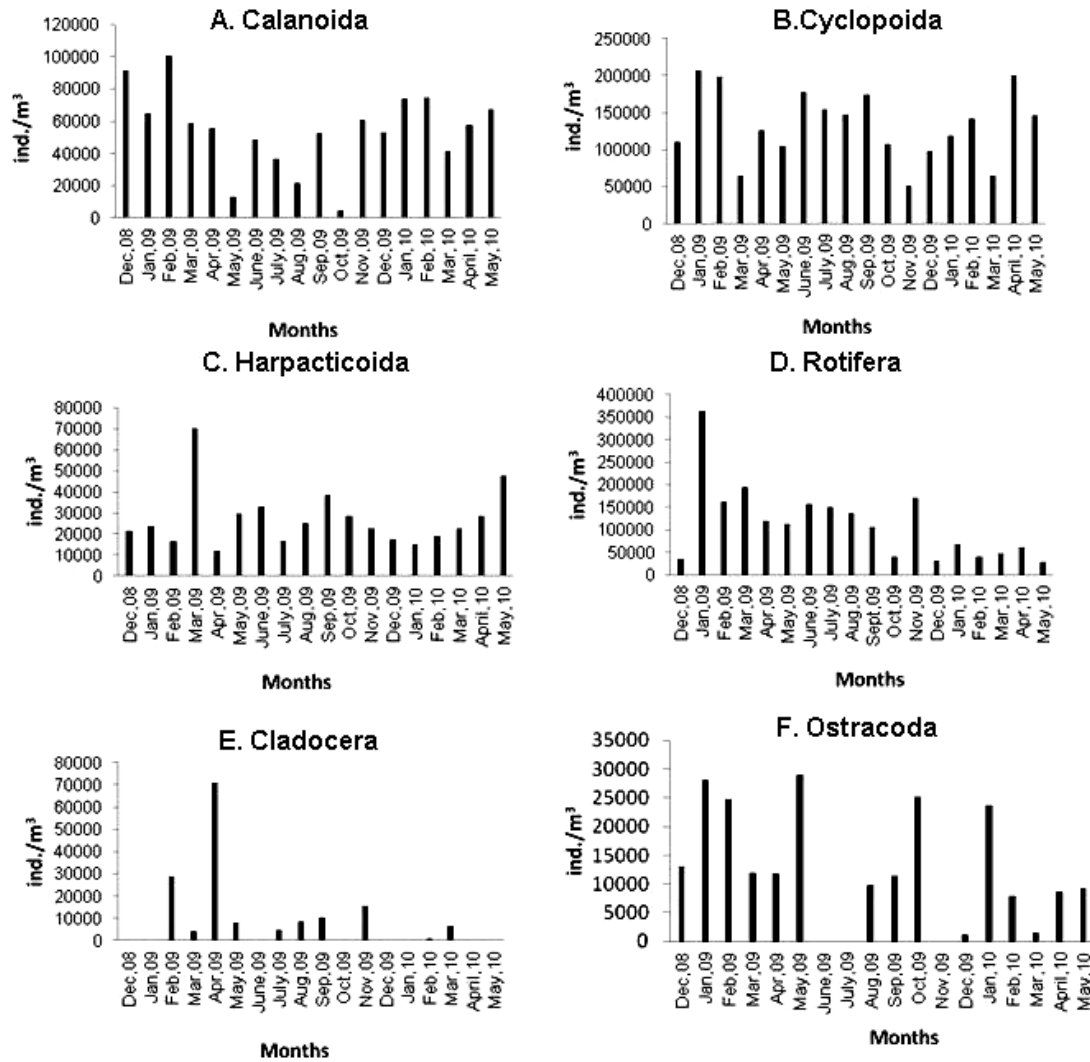 A. Calanoida
ind./m³
120000
100000
80000
60000
40000
20000
0
Dec,08
Jan,09
Feb,09
Mar,09
Apr,09
May,09
June,09
July,09
Aug,09
Sep,09
Oct,09
Nov,09
Dec,09
Jan,10
Feb,10
Mar,10
April,10
May,10
Months
B.Cyclopoida
ind./m³
250000
200000
150000
100000
50000
0
Dec,08
Jan,09
Feb,09
Mar,09
Apr,09
May,09
June,09
July,09
Aug,09
Sep,09
Oct,09
Nov,09
Dec,09
Jan,10
Feb,10
Mar,10
April,10
May,10
Months
C. Harpacticoida
ind./m³
80000
70000
60000
50000
40000
30000
20000
10000
0
Dec,08
Jan,09
Feb,09
Mar,09
Apr,09
May,09
June,09
July,09
Aug,09
Sep,09
Oct,09
Nov,09
Dec,09
Jan,10
Feb,10
Mar,10
April,10
May,10
Months
D. Rotifera
ind./m³
400000
350000
300000
250000
200000
150000
100000
50000
0
Dec,08
Jan,09
Feb,09
Mar,09
Apr,09
May,09
June,09
July,09
Aug,09
Sept,09
Oct,09
Nov,09
Dec,09
Jan,10
Feb,10
Mar,10
Apr,10
May,10
Months
E. Cladocera
ind./m³
80000
70000
60000
50000
40000
30000
20000
10000
0
Dec,08
Jan,09
Feb,09
Mar,09
Apr,09
May,09
June,09
July,09
Aug,09
Sep,09
Oct,09
Nov,09
Dec,09
Jan,10
Feb,10
Mar,10
April,10
May,10
Months
F. Ostracoda
ind./m³
35000
30000
25000
20000
15000
10000
5000
0
Dec,08
Jan,09
Feb,09
Mar,09
Apr,09
May,09
June,09
July,09
Aug,09
Sep,09
Oct,09
Nov,09
Dec,09
Jan,10
Feb,10
Mar,10
April,10
May,10
Months